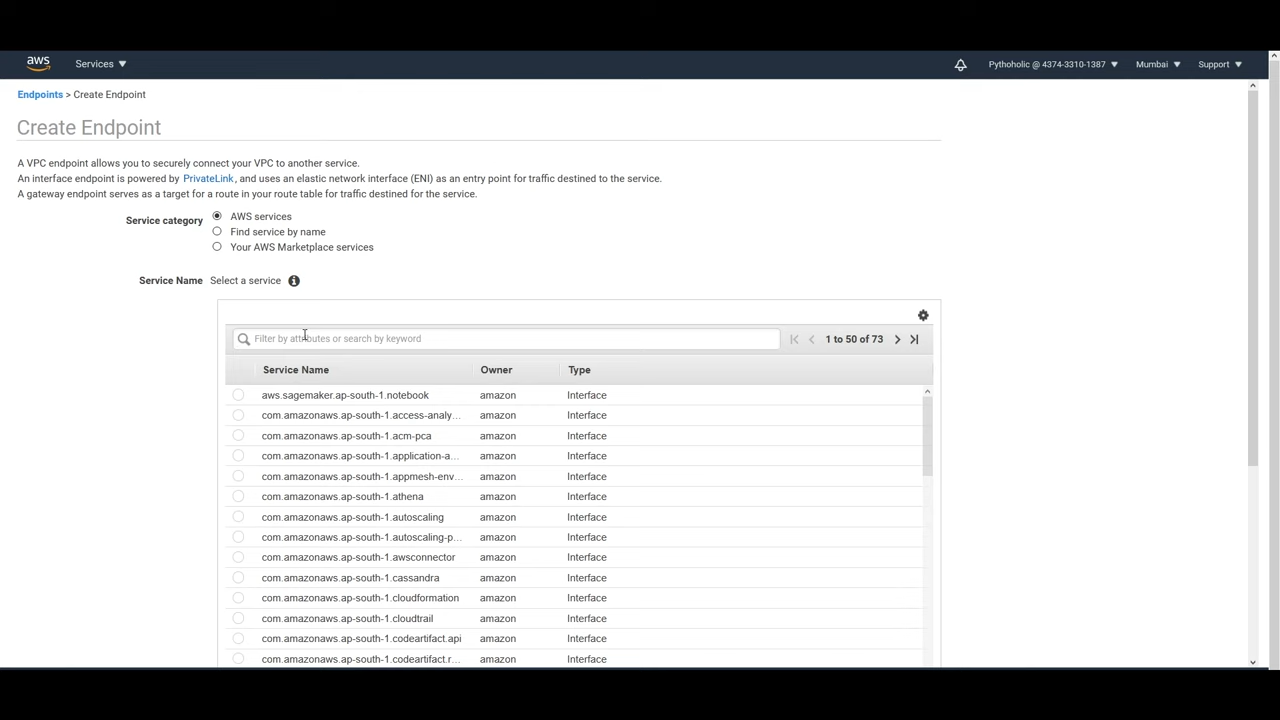 aws Services Pythoholic @ 4374-3310-1387 Mumbai Support
Endpoints > Create Endpoint
Create Endpoint
A VPC endpoint allows you to securely connect your VPC to another service.
An interface endpoint is powered by PrivateLink, and uses an elastic network interface (ENI) as an entry point for traffic destined to the service.
A gateway endpoint serves as a target for a route in your route table for traffic destined for the service.
Service category AWS services
Find service by name
Your AWS Marketplace services
Service Name Select a service
Filter by attributes or search by keyword 1 to 50 of 73
Service Name Owner Type
aws.sagemaker.ap-south-1.notebook amazon Interface
com.amazonaws.ap-south-1.access-analy... amazon Interface
com.amazonaws.ap-south-1.acm-pca amazon Interface
com.amazonaws.ap-south-1.application-a... amazon Interface
com.amazonaws.ap-south-1.appmesh-env... amazon Interface
com.amazonaws.ap-south-1.athena amazon Interface
com.amazonaws.ap-south-1.autoscaling amazon Interface
com.amazonaws.ap-south-1.autoscaling-p... amazon Interface
com.amazonaws.ap-south-1.awsconnector amazon Interface
com.amazonaws.ap-south-1.cassandra amazon Interface
com.amazonaws.ap-south-1.cloudformation amazon Interface
com.amazonaws.ap-south-1.cloudtrail amazon Interface
com.amazonaws.ap-south-1.codeartifact.api amazon Interface
com.amazonaws.ap-south-1.codeartifact.r... amazon Interface